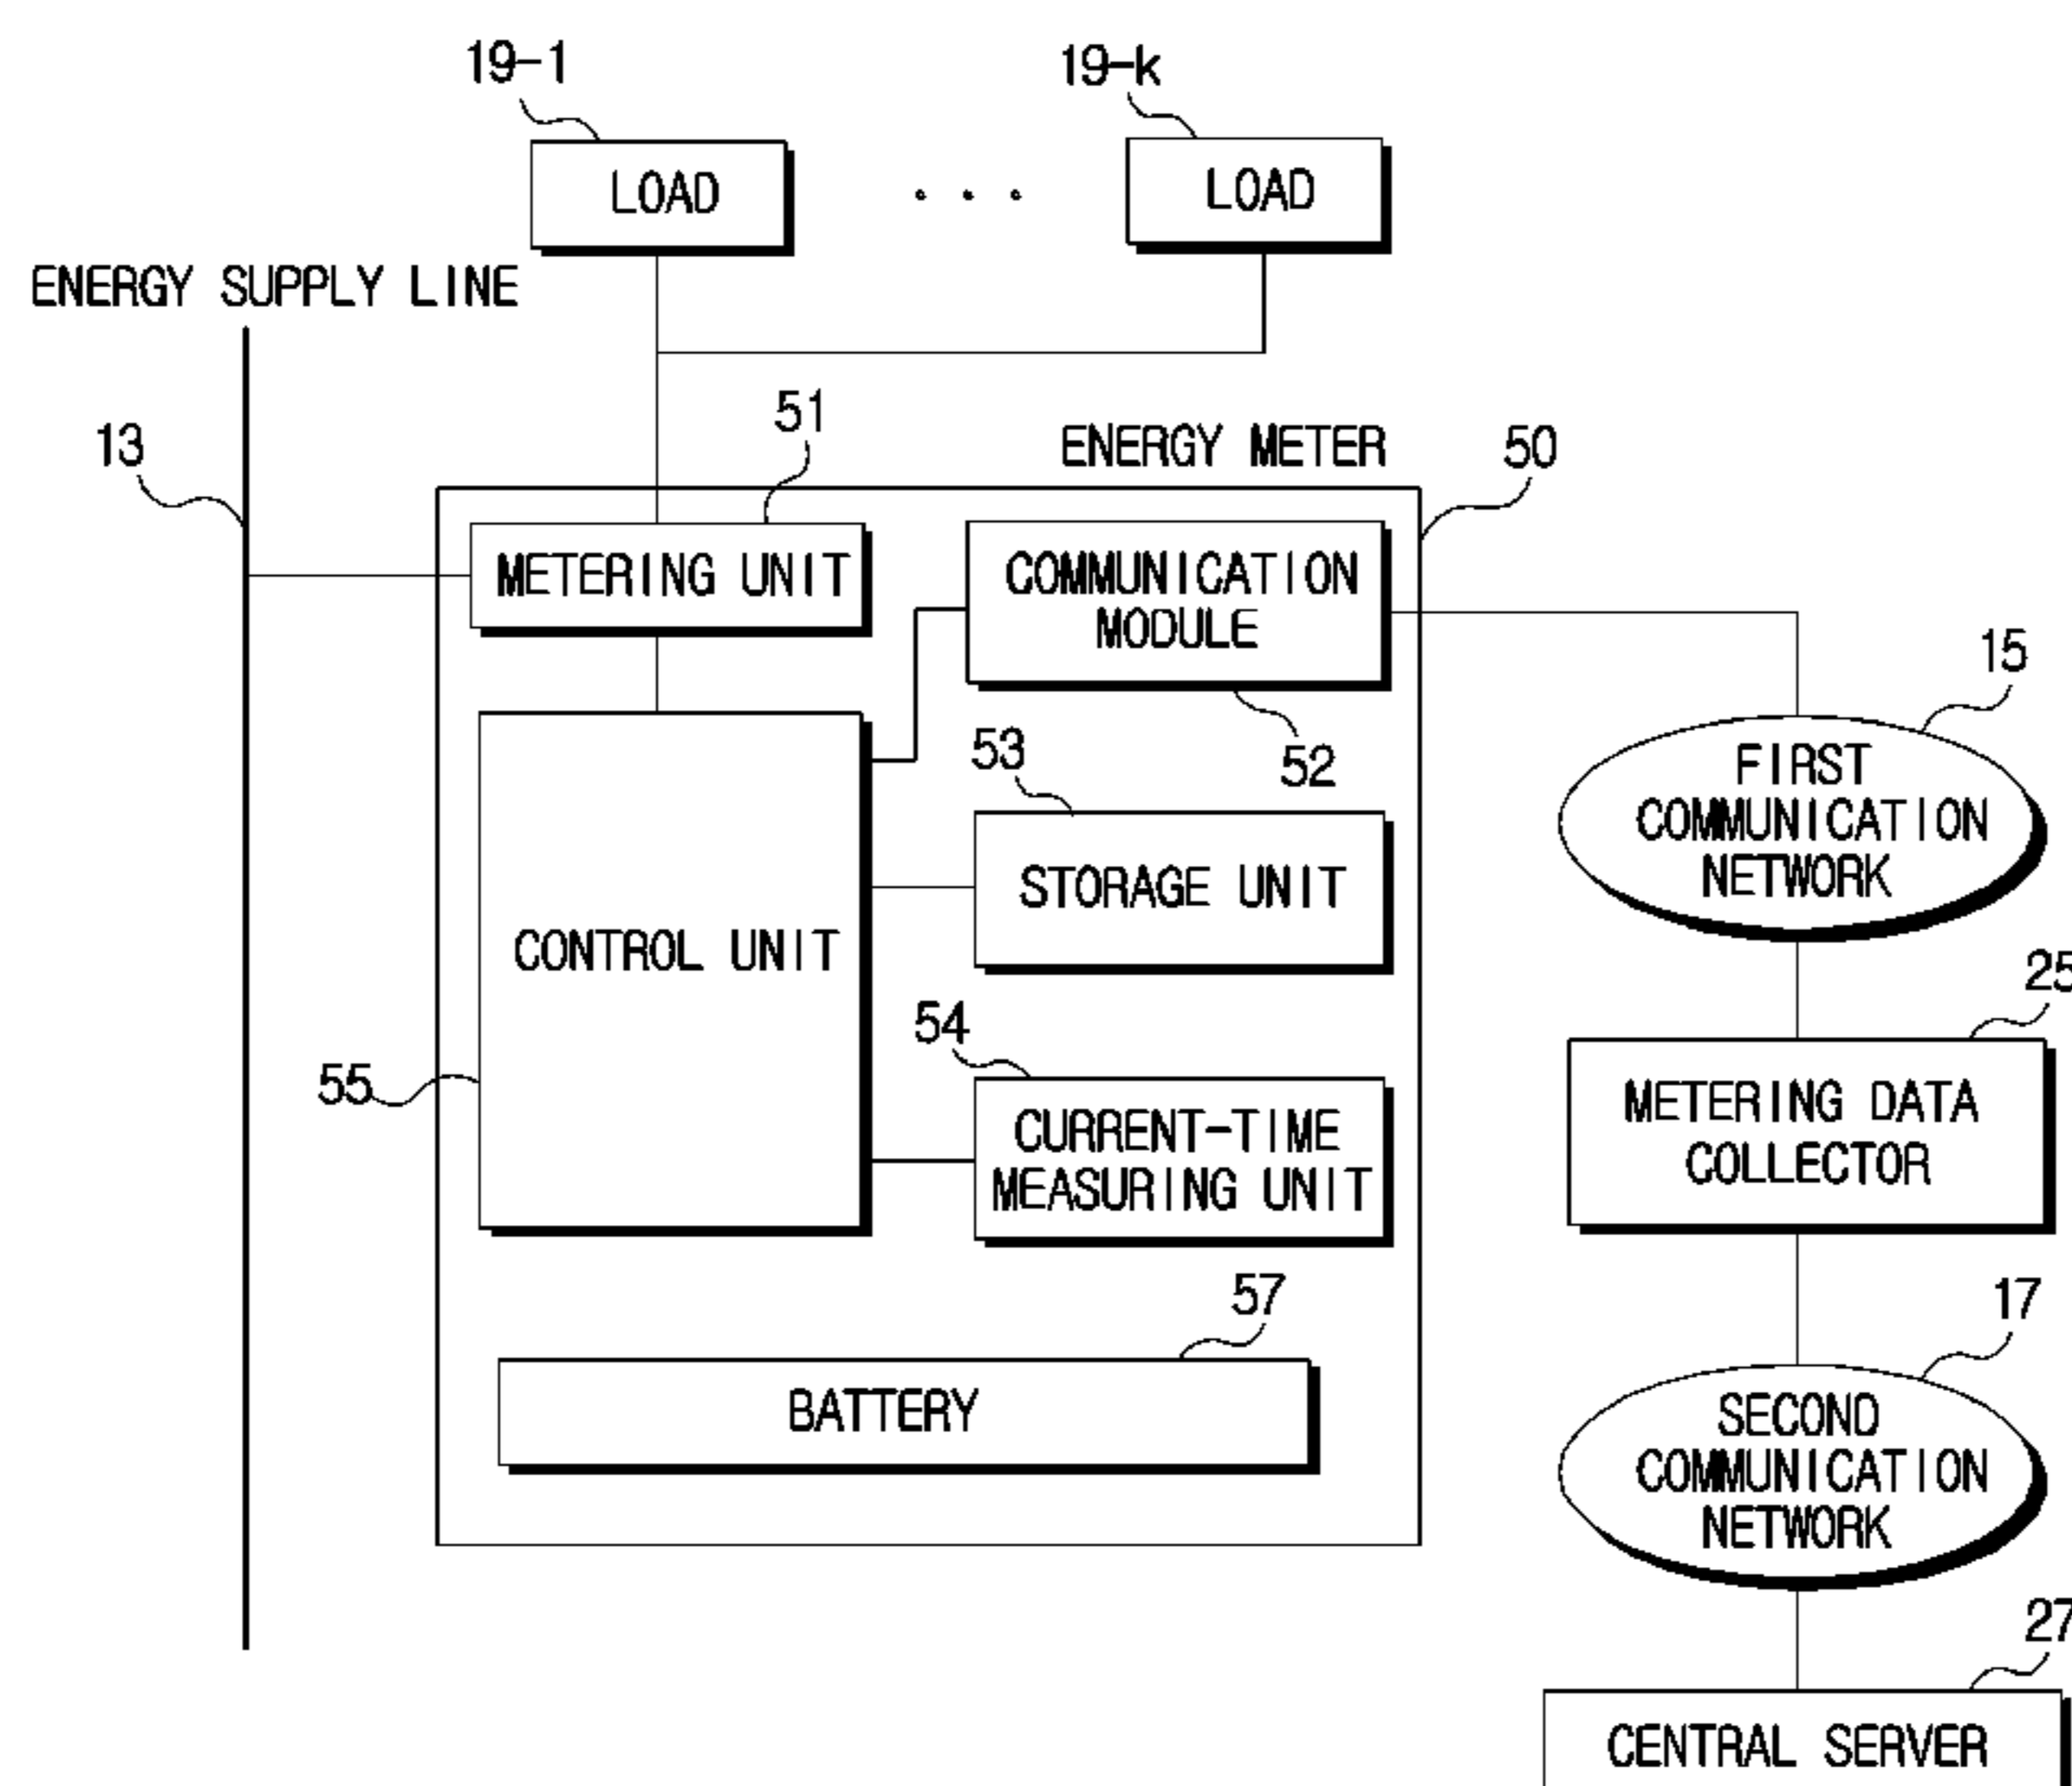 19-1
19-k
LOAD
. . .
LOAD
ENERGY SUPPLY LINE
13
51
ENERGY METER
50
METERING UNIT
COMMUNICATION
MODULE
52
15
FIRST
COMMUNICATION
NETWORK
53
STORAGE UNIT
CONTROL UNIT
55
54
CURRENT-TIME
MEASURING UNIT
25
METERING DATA
COLLECTOR
57
BATTERY
17
SECOND
COMMUNICATION
NETWORK
27
CENTRAL SERVER